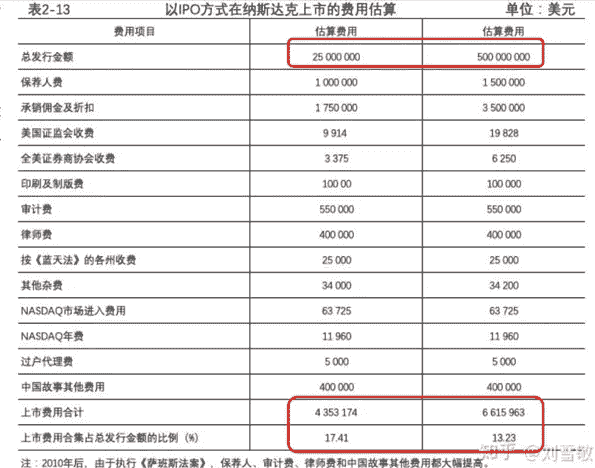 表2-13 以IPO方式在纳斯达克上市的费用估算 单位：美元
费用项目 估算费用 估算费用
总发行金额 25 000 000 500 000 000
保荐人费 1 000 000 1 500 000
承销佣金及折扣 1 750 000 3 500 000
美国证监会收费 9 914 19 828
全美证券商协会收费 3 375 6 250
印刷及制版费 100 00 100 000
审计费 550 000 550 000
律师费 400 000 400 000
按《蓝天法》的各州收费 25 000 25 000
其他杂费 34 000 34 200
NASDAQ市场进入费用 63 725 63 725
NASDAQ年费 11 960 11 960
过户代理费 5 000 5 000
中国故事其他费用 400 000 400 000
上市费用合计 4 353 174 6 615 963
上市费用合集占总发行金额的比例（%） 17.41 13.23
注：2010年后，由于执行《萨班斯法案》，保荐人、审计费、律师费和中国故事其他费用都大幅提高
知乎 @刘雪敬